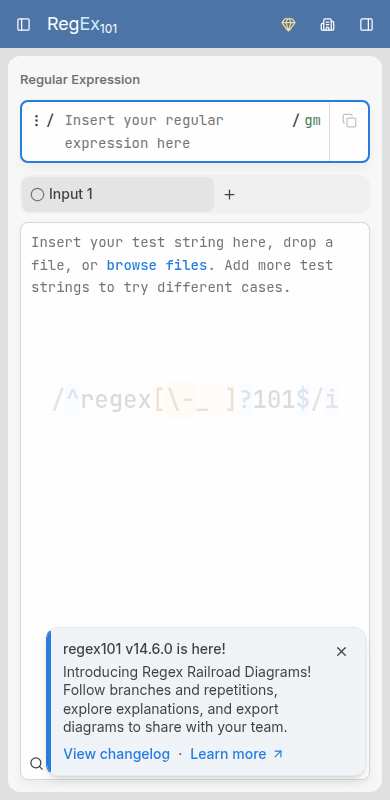 RegEx101
Regular Expression
/ Insert your regular / gm
expression here
Input 1 +
Insert your test string here, drop a
file, or browse files. Add more test
strings to try different cases.
/^regex[\-_ ]?101$/i
regex101 v14.6.0 is here!
Introducing Regex Railroad Diagrams!
Follow branches and repetitions,
explore explanations, and export
diagrams to share with your team.
View changelog · Learn more ↗